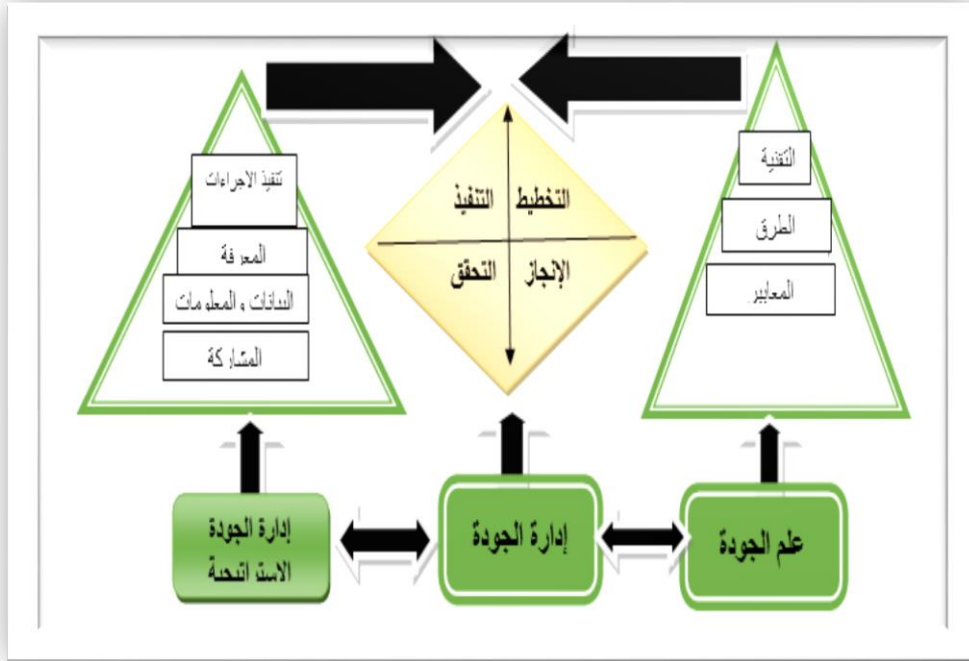 التقنية
الطرق
المعايير
التخطيط
التنفيذ
الإنجاز
التحقق
تنفيذ الاجراءات
المعرفة
البيانات والمعلومات
المشاركة
علم الجودة
إدارة الجودة
إدارة الجودة
الاستراتيجية